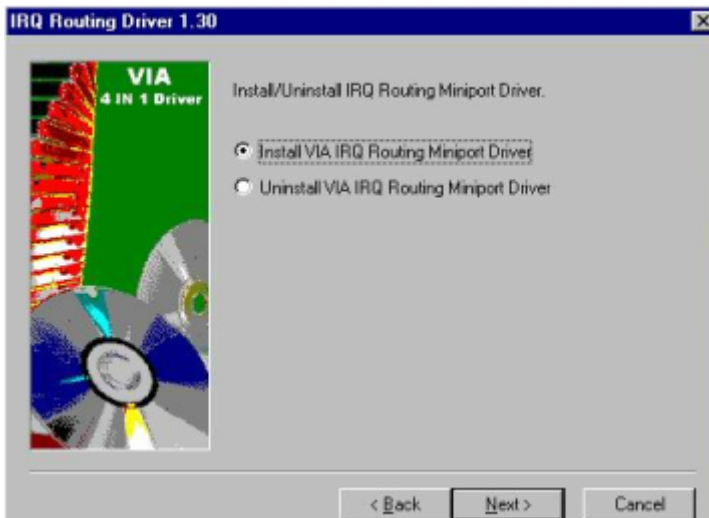 IRQ Routing Driver 1.30
VIA
4 IN 1 Driver
Install/Uninstall IRQ Routing Miniport Driver.
Install VIA IRQ Routing Miniport Driver
Uninstall VIA IRQ Routing Miniport Driver
< Back
Next >
Cancel